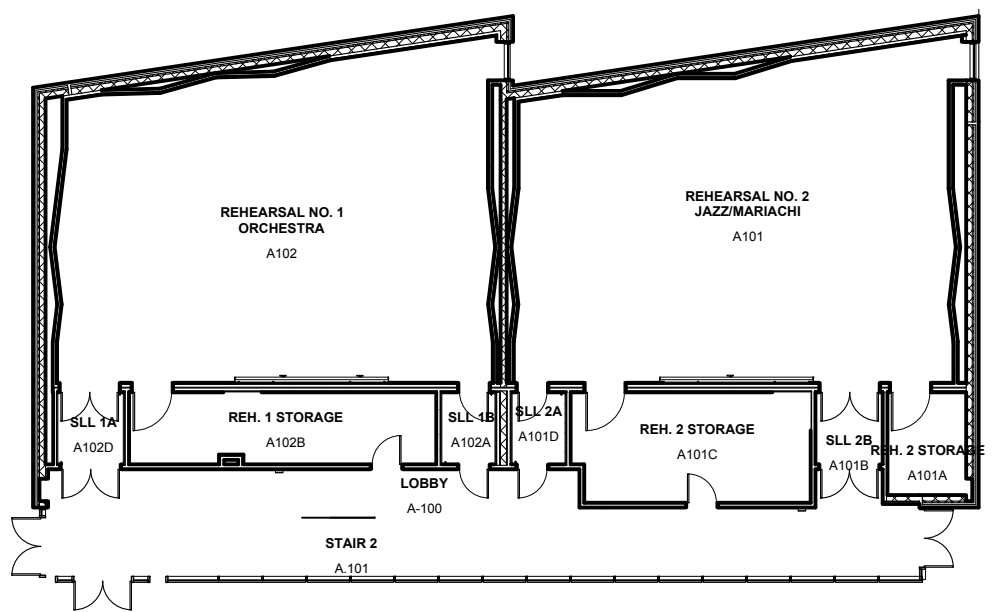 REHEARSAL NO. 1
ORCHESTRA
A102
REHEARSAL NO. 2
JAZZ/MARIACHI
A101
SLL 1A
A102D
REH. 1 STORAGE
A102B
SLL 1B
A102A
SLL 2A
A101D
REH. 2 STORAGE
A101C
SLL 2B
A101B
REH. 2 STORAGE
A101A
LOBBY
A-100
STAIR 2
A.101